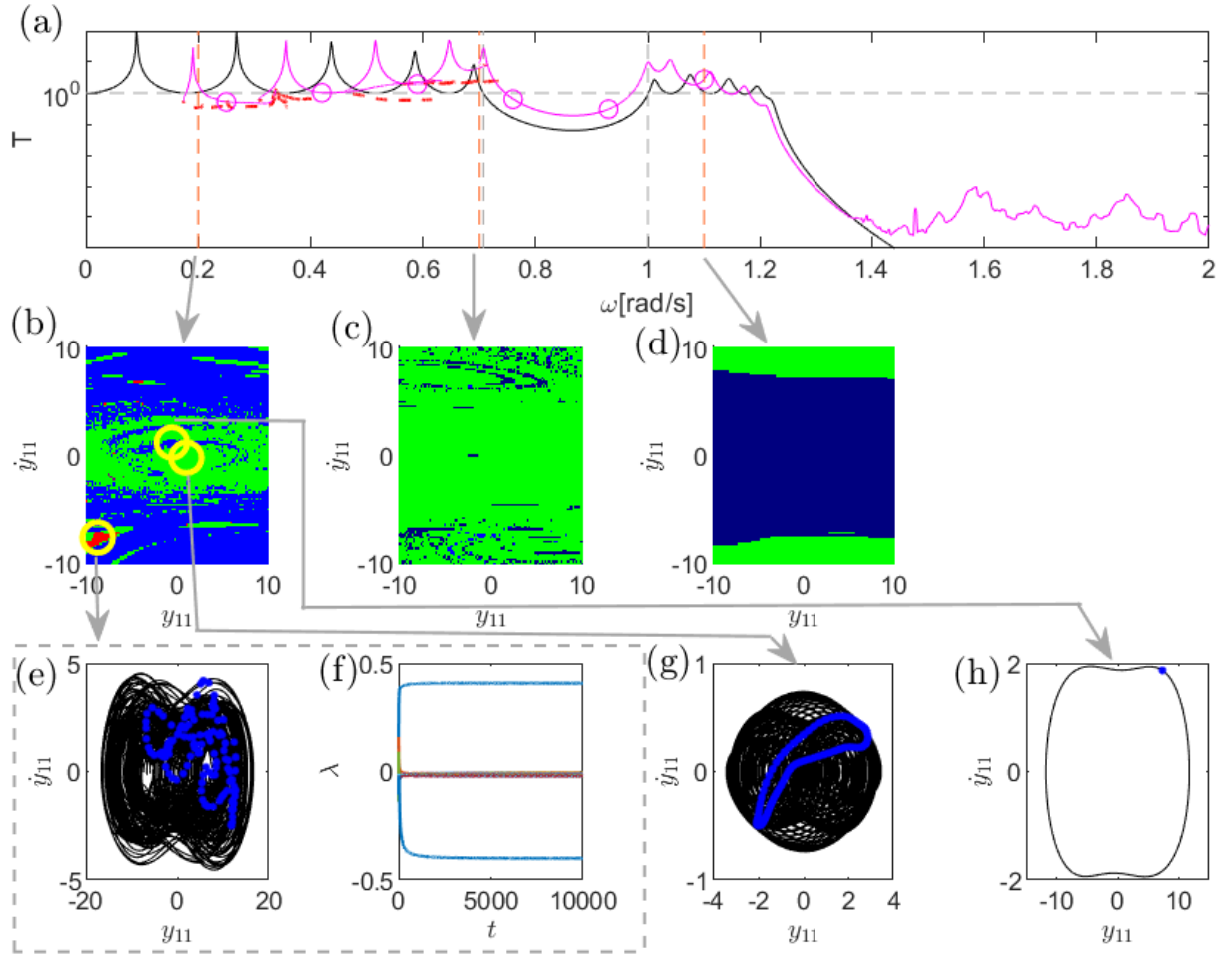 (a)
10⁰
T
0 0.2 0.4 0.6 0.8 1 1.2 1.4 1.6 1.8 2
ω[rad/s]
(b) (c) (d)
10 10 10
ẏ₁₁ 0 ẏ₁₁ 0 ẏ₁₁ 0
-10 -10 -10
-10 0 10 -10 0 10 -10 0 10
y₁₁ y₁₁ y₁₁
(e) (f) (g) (h)
5 0.5 1 2
ẏ₁₁ 0 λ 0 ẏ₁₁ 0 ẏ₁₁ 0
-5 -0.5 -1 -2
-20 0 20 0 5000 10000 -4 -2 0 2 4 -10 0 10
y₁₁ t y₁₁ y₁₁